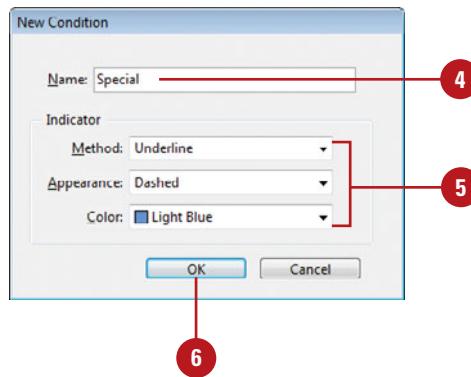 New Condition
Name: Special
4
Indicator
Method: Underline
5
Appearance: Dashed
Color: Light Blue
OK Cancel
6